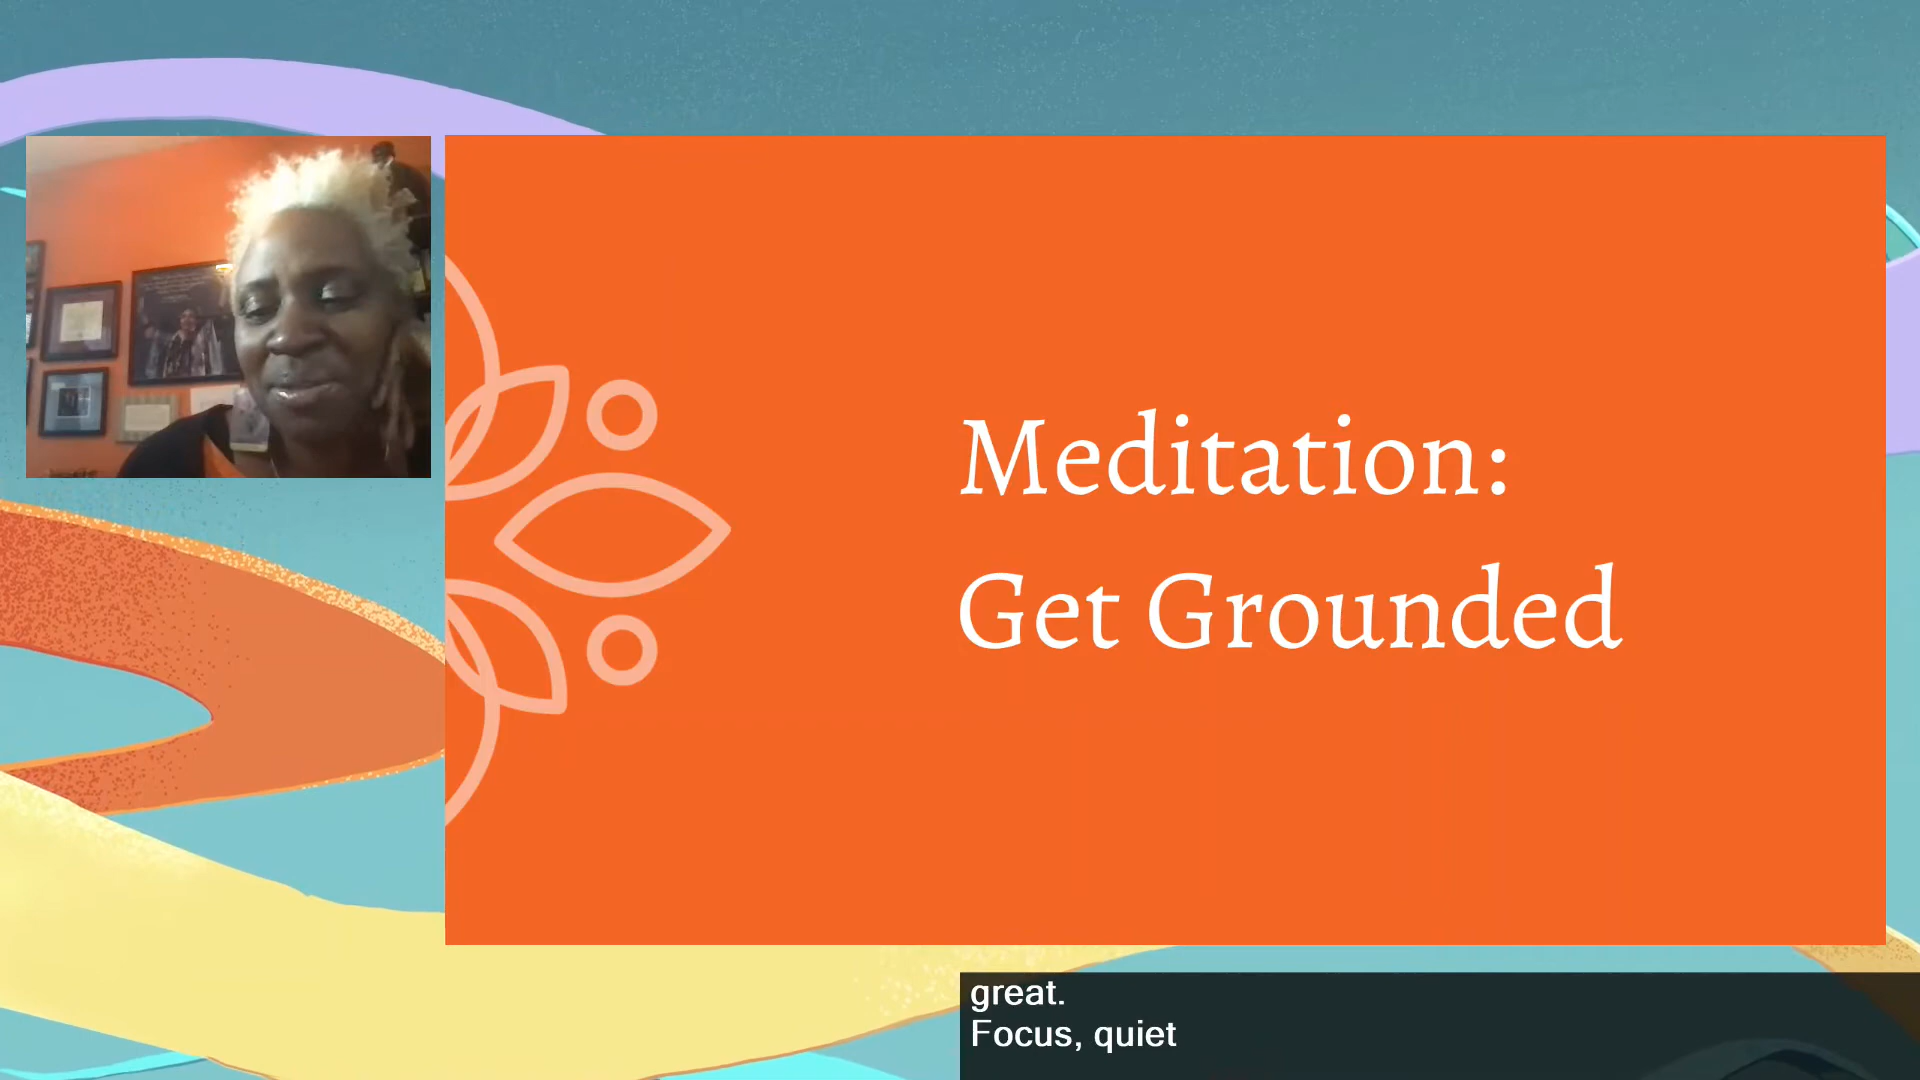 Meditation:
Get Grounded
great.
Focus, quiet